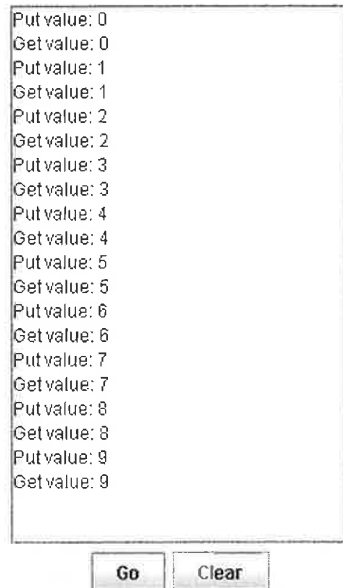 Put value: 0
Get value: 0
Put value: 1
Get value: 1
Put value: 2
Get value: 2
Put value: 3
Get value: 3
Put value: 4
Get value: 4
Put value: 5
Get value: 5
Put value: 6
Get value: 6
Put value: 7
Get value: 7
Put value: 8
Get value: 8
Put value: 9
Get value: 9
Go Clear